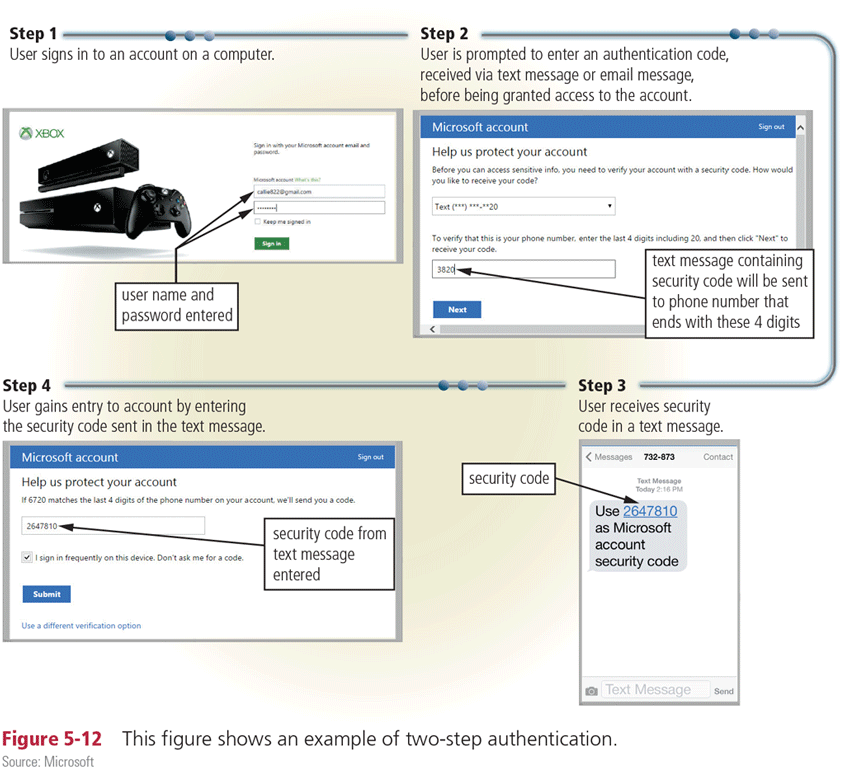 Step 1
User signs in to an account on a computer.
XBOX
Sign in with your Microsoft account email and
password.
Microsoft account What's this?
callie822@gmail.com
••••••••
Keep me signed in
Sign in
user name and
password entered
Step 2
User is prompted to enter an authentication code,
received via text message or email message,
before being granted access to the account.
Microsoft account
Sign out
Help us protect your account
Before you can access sensitive info, you need to verify your account with a security code. How would
you like to receive your code?
Text (***) ***-**20
To verify that this is your phone number, enter the last 4 digits including 20, and then click "Next" to
receive your code.
3820
Next
text message containing
security code will be sent
to phone number that
ends with these 4 digits
Step 3
User receives security
code in a text message.
Messages 732-873 Contact
Text Message
Today 2:16 PM
Use 2647810
as Microsoft
account
security code
Text Message Send
security code
Step 4
User gains entry to account by entering
the security code sent in the text message.
Microsoft account
Sign out
Help us protect your account
If 6720 matches the last 4 digits of the phone number on your account, we'll send you a code.
2647810
I sign in frequently on this device. Don't ask me for a code.
Submit
Use a different verification option
security code from
text message
entered
Figure 5-12 This figure shows an example of two-step authentication.
Source: Microsoft